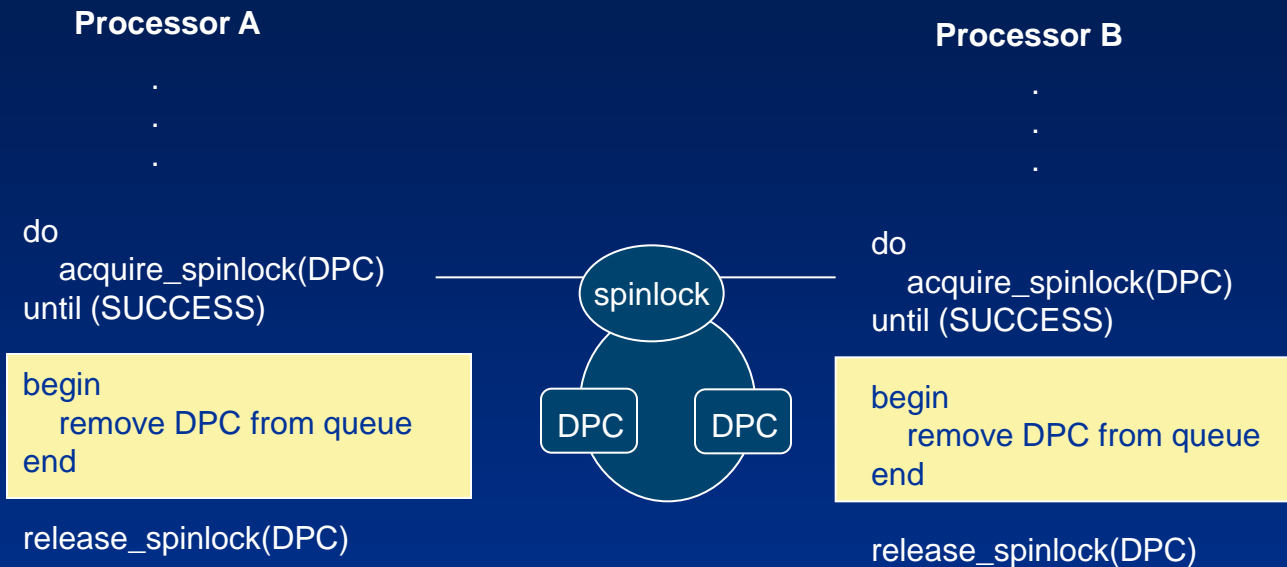 Processor A
.
.
.
do
acquire_spinlock(DPC)
until (SUCCESS)
begin
remove DPC from queue
end
release_spinlock(DPC)
spinlock
DPC
DPC
Processor B
.
.
.
do
acquire_spinlock(DPC)
until (SUCCESS)
begin
remove DPC from queue
end
release_spinlock(DPC)